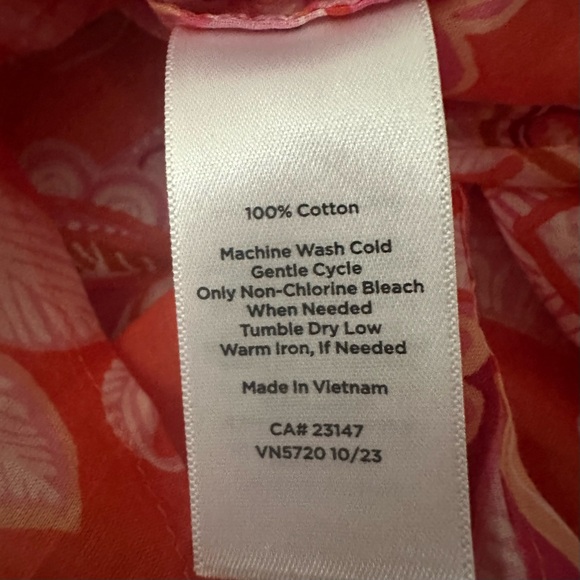 100% Cotton
Machine Wash Cold
Gentle Cycle
Only Non-Chlorine Bleach
When Needed
Tumble Dry Low
Warm Iron, If Needed
Made In Vietnam
CA# 23147
VN5720 10/23